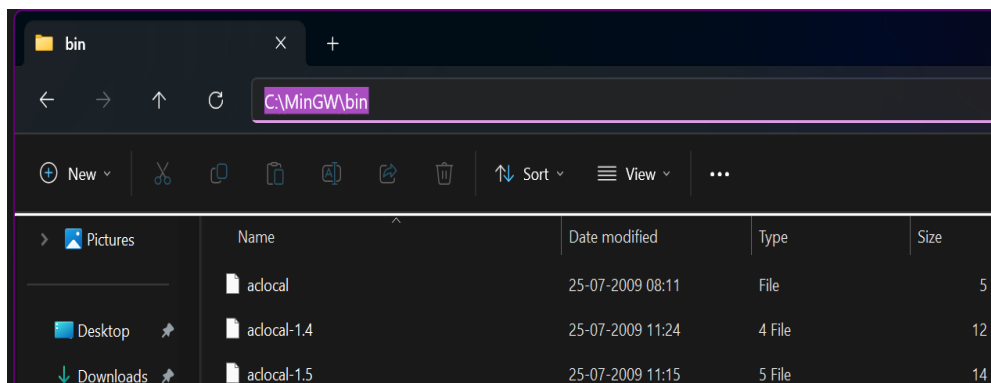 bin
C:\MinGW\bin
New Sort View
Pictures Name Date modified Type Size
aclocal 25-07-2009 08:11 File 5
Desktop aclocal-1.4 25-07-2009 11:24 4 File 12
Downloads aclocal-1.5 25-07-2009 11:15 5 File 14